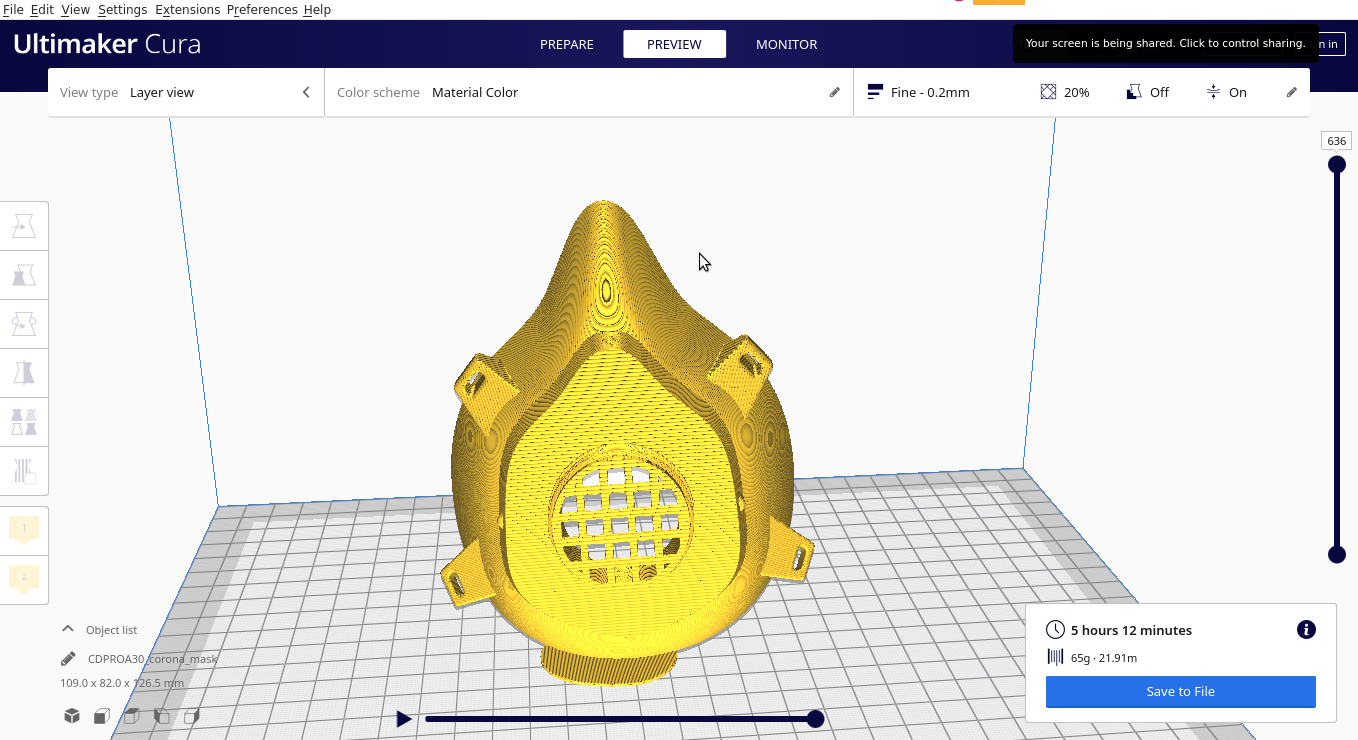 File Edit View Settings Extensions Preferences Help
Ultimaker Cura
PREPARE
PREVIEW
MONITOR
Your screen is being shared. Click to control sharing.
n in
View type Layer view
Color scheme Material Color
Fine - 0.2mm
20%
Off
On
636
1
2
Object list
CDPROA30_corona_mask
109.0 x 82.0 x 126.5 mm
5 hours 12 minutes
65g · 21.91m
Save to File